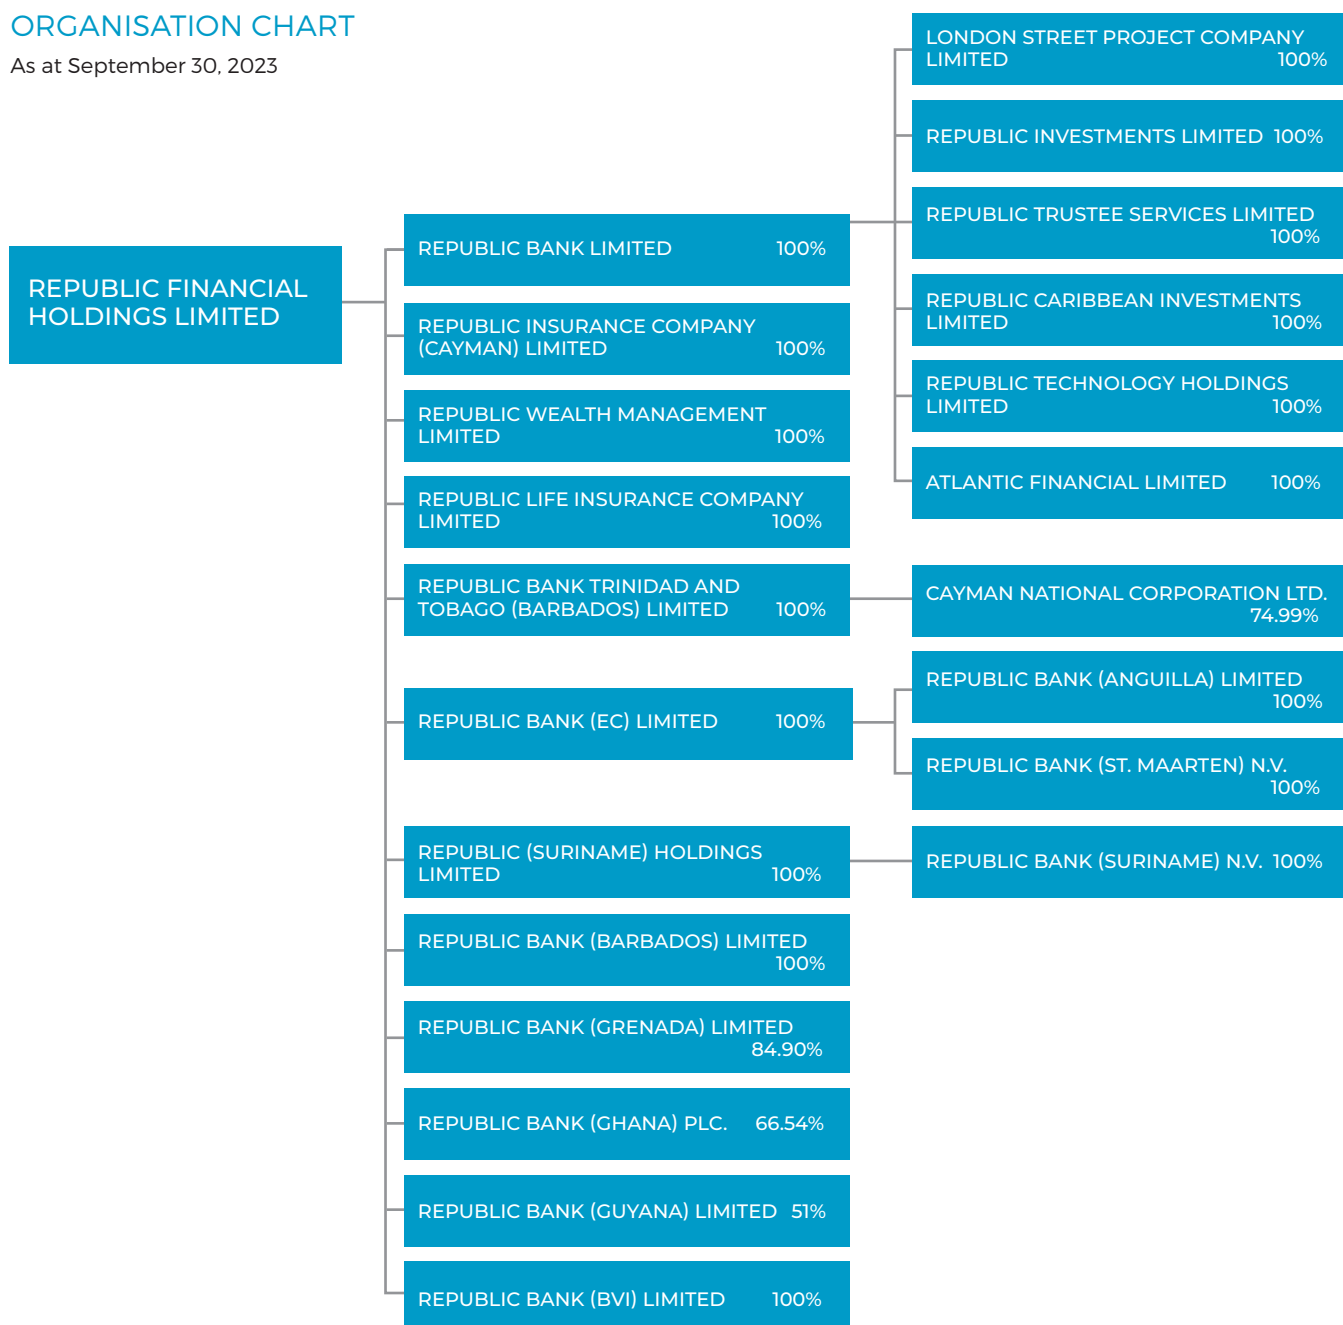 ORGANISATION CHART
As at September 30, 2023
REPUBLIC FINANCIAL
HOLDINGS LIMITED
REPUBLIC BANK LIMITED 100%
REPUBLIC INSURANCE COMPANY
(CAYMAN) LIMITED 100%
REPUBLIC WEALTH MANAGEMENT
LIMITED 100%
REPUBLIC LIFE INSURANCE COMPANY
LIMITED 100%
REPUBLIC BANK TRINIDAD AND
TOBAGO (BARBADOS) LIMITED 100%
REPUBLIC BANK (EC) LIMITED 100%
REPUBLIC (SURINAME) HOLDINGS
LIMITED 100%
REPUBLIC BANK (BARBADOS) LIMITED
100%
REPUBLIC BANK (GRENADA) LIMITED
84.90%
REPUBLIC BANK (GHANA) PLC. 66.54%
REPUBLIC BANK (GUYANA) LIMITED 51%
REPUBLIC BANK (BVI) LIMITED 100%
LONDON STREET PROJECT COMPANY
LIMITED 100%
REPUBLIC INVESTMENTS LIMITED 100%
REPUBLIC TRUSTEE SERVICES LIMITED
100%
REPUBLIC CARIBBEAN INVESTMENTS
LIMITED 100%
REPUBLIC TECHNOLOGY HOLDINGS
LIMITED 100%
ATLANTIC FINANCIAL LIMITED 100%
CAYMAN NATIONAL CORPORATION LTD.
74.99%
REPUBLIC BANK (ANGUILLA) LIMITED
100%
REPUBLIC BANK (ST. MAARTEN) N.V.
100%
REPUBLIC BANK (SURINAME) N.V. 100%